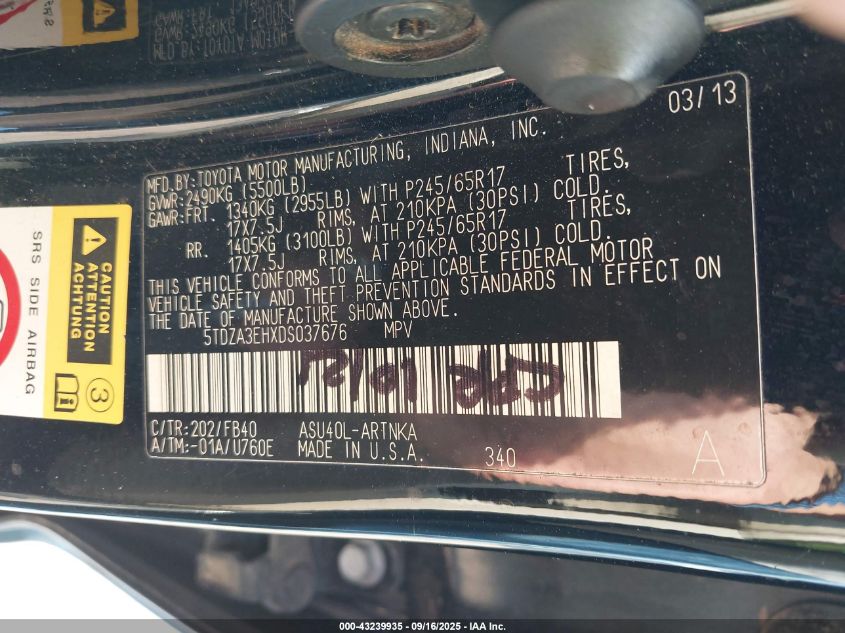 03/13
MFD.BY:TOYOTA MOTOR MANUFACTURING, INDIANA, INC.
GVWR:2490KG (5500LB)
GAWR:FRT. 1340KG (2955LB) WITH P245/65R17 TIRES,
17X7.5J RIMS, AT 210KPA (30PSI) COLD.
RR. 1405KG (3100LB) WITH P245/65R17 TIRES,
17X7.5J RIMS, AT 210KPA (30PSI) COLD.
THIS VEHICLE CONFORMS TO ALL APPLICABLE FEDERAL MOTOR
VEHICLE SAFETY AND THEFT PREVENTION STANDARDS IN EFFECT ON
THE DATE OF MANUFACTURE SHOWN ABOVE.
5TDZA3EHXDS037676 MPV
C/TR:202/FB40 ASU40L-ARTNKA
A/TM:-01A/U760E MADE IN U.S.A. 340 A
SRS SIDE AIRBAG
CAUTION
ATTENTION
ACHTUNG
3
000-43239935 - 09/16/2025 - IAA Inc.